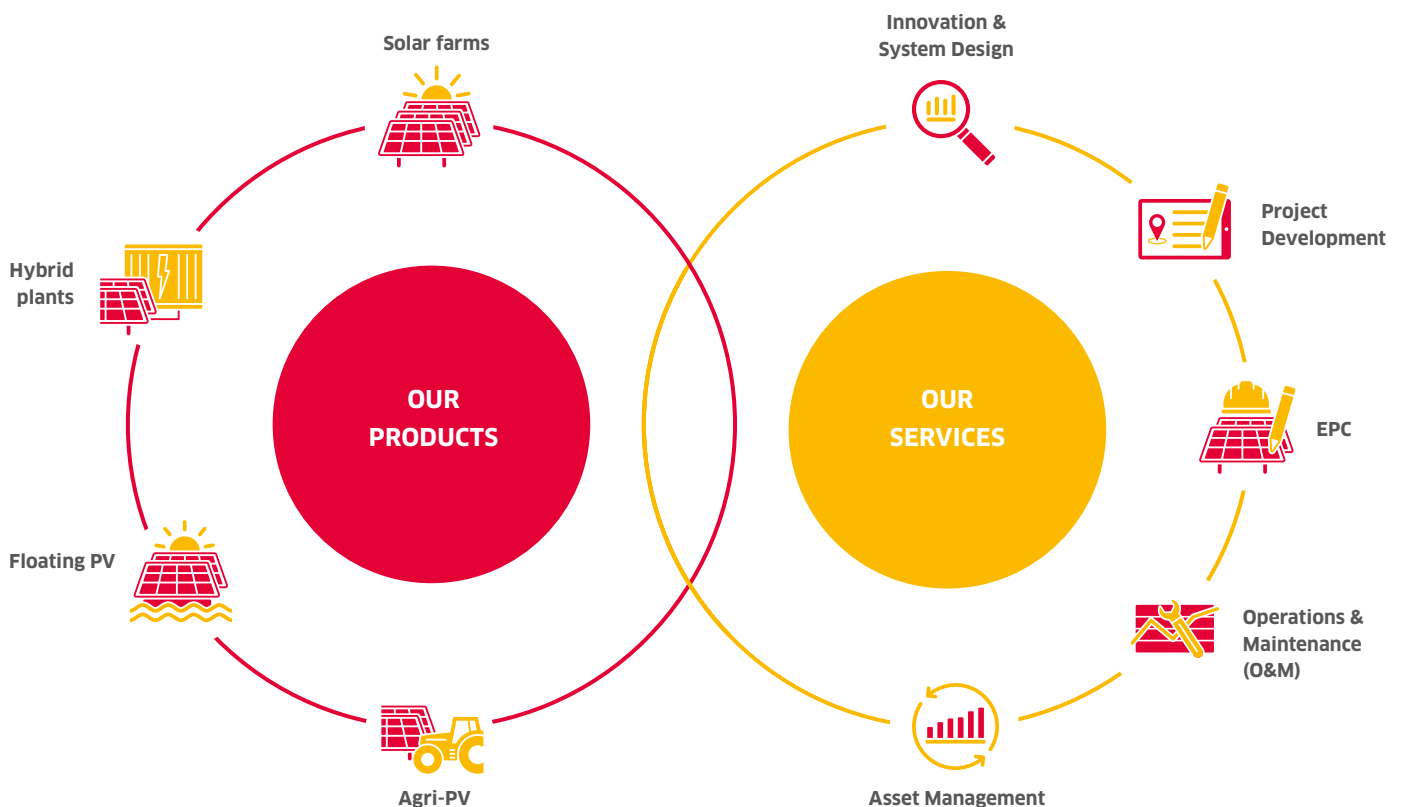 Solar farms
Hybrid
plants
OUR
PRODUCTS
Floating PV
Agri-PV
Innovation &
System Design
Project
Development
OUR
SERVICES
EPC
Operations &
Maintenance
(O&M)
Asset Management